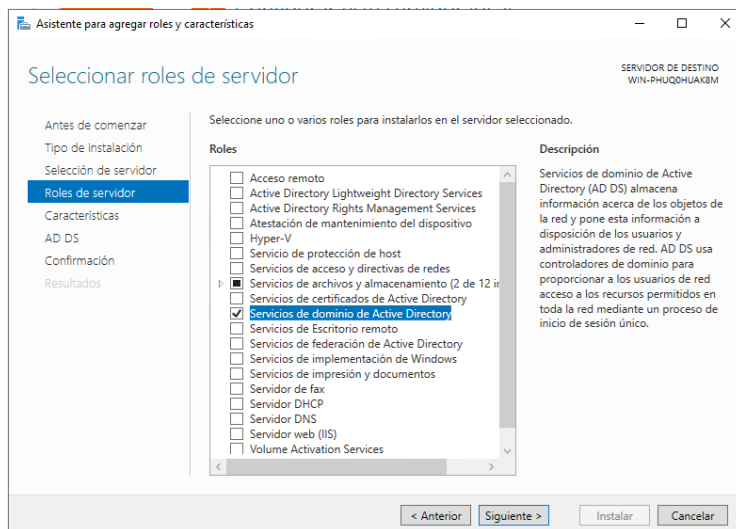 Asistente para agregar roles y características
Seleccionar roles de servidor
SERVIDOR DE DESTINO
WIN-PHUQ0HUAK8M
Antes de comenzar
Tipo de instalación
Selección de servidor
Roles de servidor
Características
AD DS
Confirmación
Resultados
Seleccione uno o varios roles para instalarlos en el servidor seleccionado.
Roles
Acceso remoto
Active Directory Lightweight Directory Services
Active Directory Rights Management Services
Atestación de mantenimiento del dispositivo
Hyper-V
Servicio de protección de host
Servicios de acceso y directivas de redes
Servicios de archivos y almacenamiento (2 de 12 in
Servicios de certificados de Active Directory
Servicios de dominio de Active Directory
Servicios de Escritorio remoto
Servicios de federación de Active Directory
Servicios de implementación de Windows
Servicios de impresión y documentos
Servidor de fax
Servidor DHCP
Servidor DNS
Servidor web (IIS)
Volume Activation Services
Descripción
Servicios de dominio de Active
Directory (AD DS) almacena
información acerca de los objetos de
la red y pone esta información a
disposición de los usuarios y
administradores de red. AD DS usa
controladores de dominio para
proporcionar a los usuarios de red
acceso a los recursos permitidos en
toda la red mediante un proceso de
inicio de sesión único.
< Anterior
Siguiente >
Instalar
Cancelar